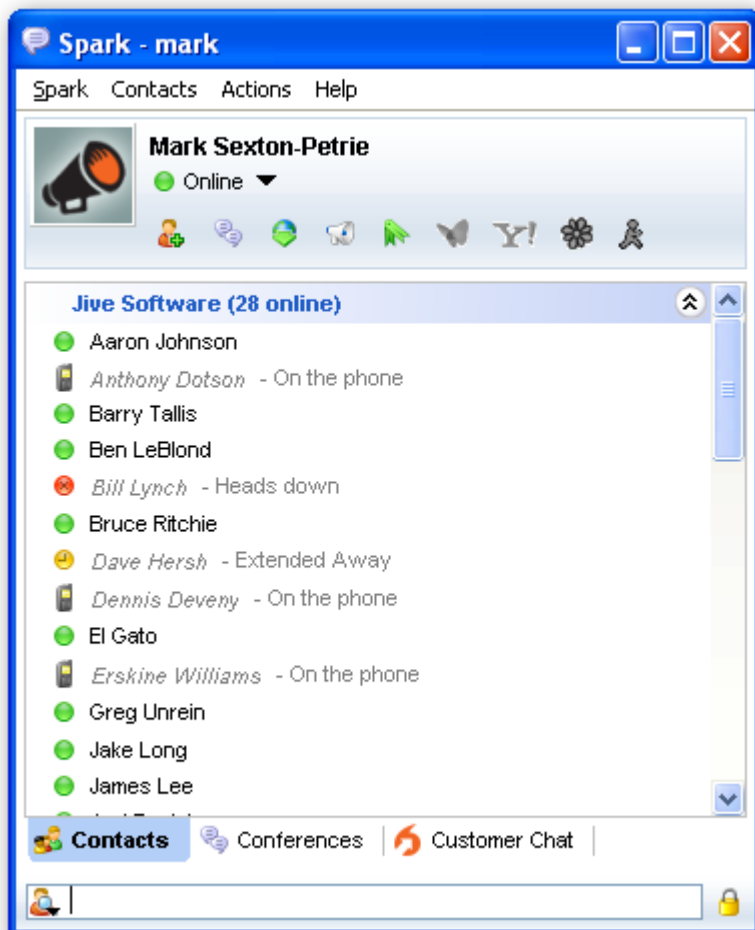 Spark - mark
Spark Contacts Actions Help
Mark Sexton-Petrie
Online
Y!
Jive Software (28 online)
Aaron Johnson
Anthony Dotson - On the phone
Barry Tallis
Ben LeBlond
Bill Lynch - Heads down
Bruce Ritchie
Dave Hersh - Extended Away
Dennis Deveny - On the phone
El Gato
Erskine Williams - On the phone
Greg Unrein
Jake Long
James Lee
Contacts Conferences Customer Chat